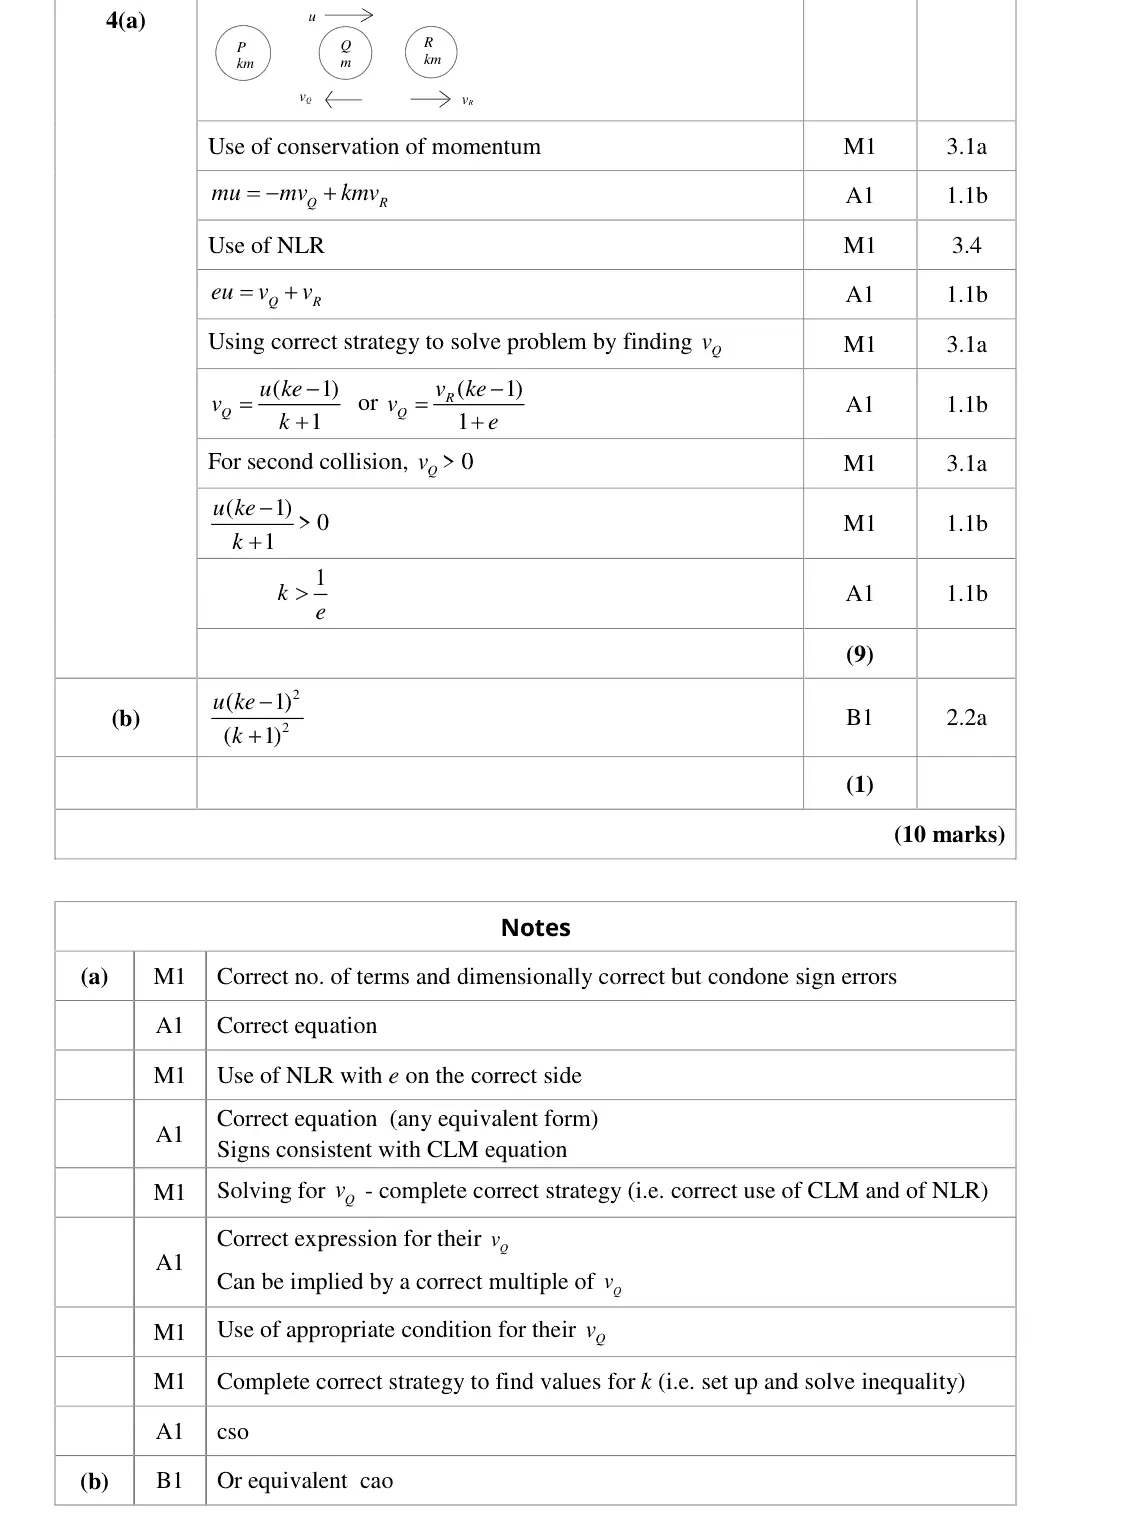 4(a)
u
P
km
Q
m
R
km
v_Q
v_R
Use of conservation of momentum M1 3.1a
mu = −mv_Q + kmv_R A1 1.1b
Use of NLR M1 3.4
eu = v_Q + v_R A1 1.1b
Using correct strategy to solve problem by finding v_Q M1 3.1a
v_Q = u(ke − 1)/(k + 1) or v_Q = v_R(ke − 1)/(1 + e) A1 1.1b
For second collision, v_Q > 0 M1 3.1a
u(ke − 1)/(k + 1) > 0 M1 1.1b
k > 1/e A1 1.1b
(9)
(b) u(ke − 1)²/(k + 1)² B1 2.2a
(1)
(10 marks)
Notes
(a) M1 Correct no. of terms and dimensionally correct but condone sign errors
A1 Correct equation
M1 Use of NLR with e on the correct side
A1 Correct equation (any equivalent form)
Signs consistent with CLM equation
M1 Solving for v_Q - complete correct strategy (i.e. correct use of CLM and of NLR)
A1 Correct expression for their v_Q
Can be implied by a correct multiple of v_Q
M1 Use of appropriate condition for their v_Q
M1 Complete correct strategy to find values for k (i.e. set up and solve inequality)
A1 cso
(b) B1 Or equivalent cao